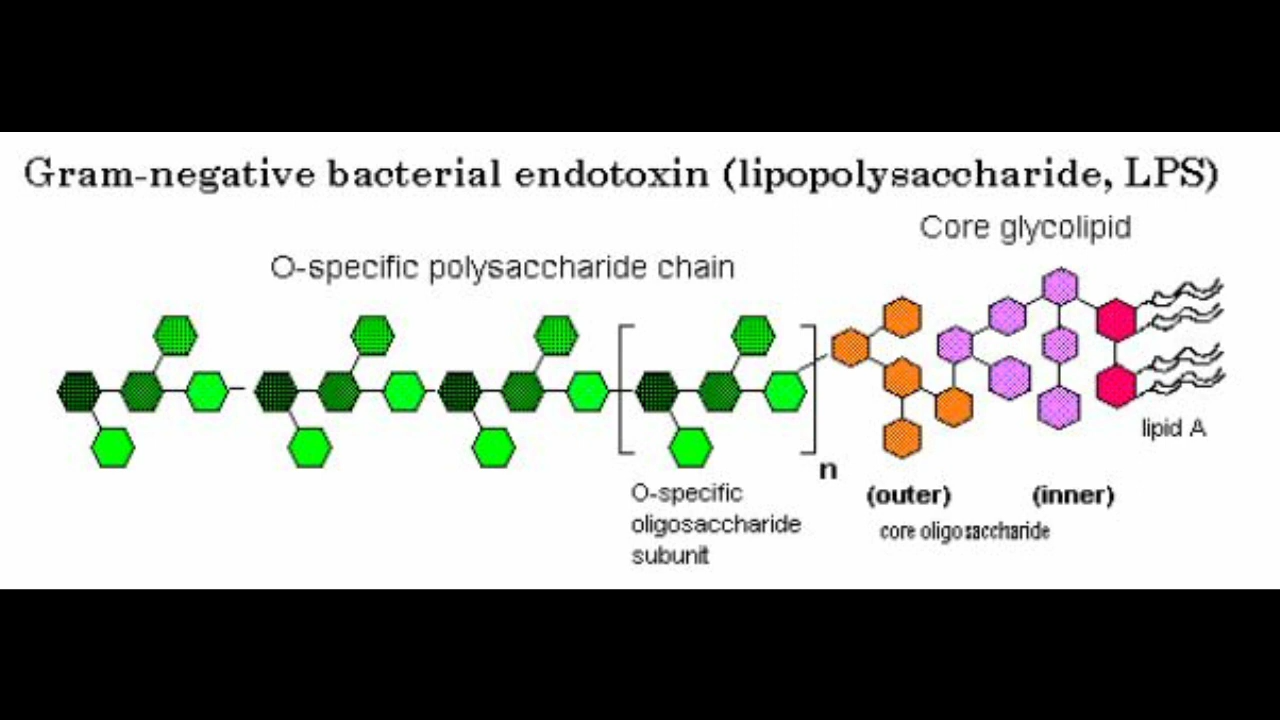 Gram-negative bacterial endotoxin (lipopolysaccharide, LPS)
Core glycolipid
O-specific polysaccharide chain
lipid A
n
O-specific
oligosaccharide
subunit
(outer)
(inner)
core oligosaccharide